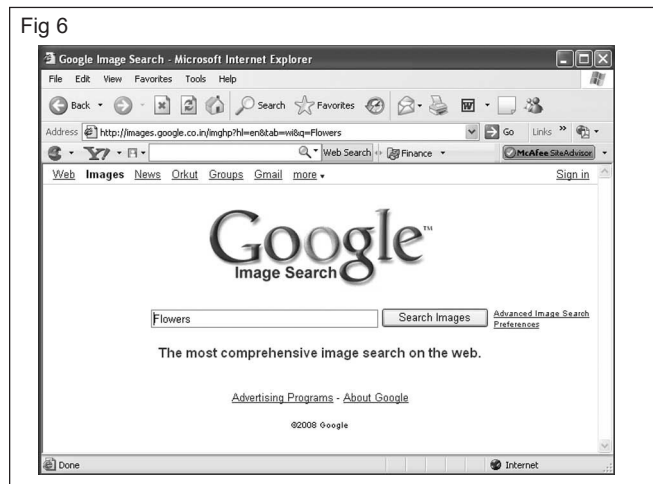 Fig 6
Google Image Search - Microsoft Internet Explorer
File Edit View Favorites Tools Help
Back Search Favorites
Address http://images.google.co.in/imghp?hl=en&tab=wi&q=Flowers Go Links »
Y7 Web Search Finance McAfee SiteAdvisor
Web Images News Orkut Groups Gmail more Sign in
Google™
Image Search
Flowers Search Images Advanced Image Search
Preferences
The most comprehensive image search on the web.
Advertising Programs - About Google
©2008 Google
Done Internet